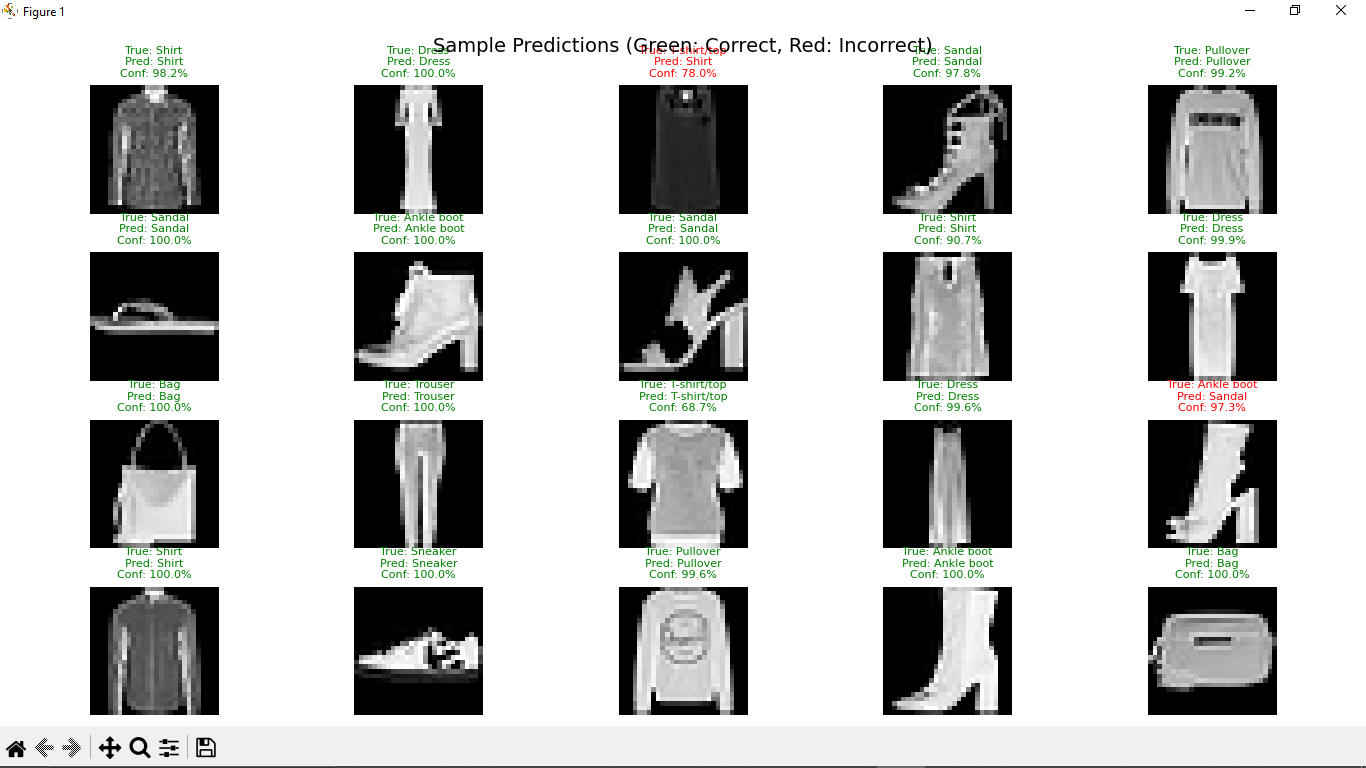 Figure 1
Sample Predictions (Green: Correct, Red: Incorrect)
True: Shirt
Pred: Shirt
Conf: 98.2%
True: Dress
Pred: Dress
Conf: 100.0%
True: T-shirt/top
Pred: Shirt
Conf: 78.0%
True: Sandal
Pred: Sandal
Conf: 97.8%
True: Pullover
Pred: Pullover
Conf: 99.2%
True: Sandal
Pred: Sandal
Conf: 100.0%
True: Ankle boot
Pred: Ankle boot
Conf: 100.0%
True: Sandal
Pred: Sandal
Conf: 100.0%
True: Shirt
Pred: Shirt
Conf: 90.7%
True: Dress
Pred: Dress
Conf: 99.9%
True: Bag
Pred: Bag
Conf: 100.0%
True: Trouser
Pred: Trouser
Conf: 100.0%
True: T-shirt/top
Pred: T-shirt/top
Conf: 68.7%
True: Dress
Pred: Dress
Conf: 99.6%
True: Ankle boot
Pred: Sandal
Conf: 97.3%
True: Shirt
Pred: Shirt
Conf: 100.0%
True: Sneaker
Pred: Sneaker
Conf: 100.0%
True: Pullover
Pred: Pullover
Conf: 99.6%
True: Ankle boot
Pred: Ankle boot
Conf: 100.0%
True: Bag
Pred: Bag
Conf: 100.0%